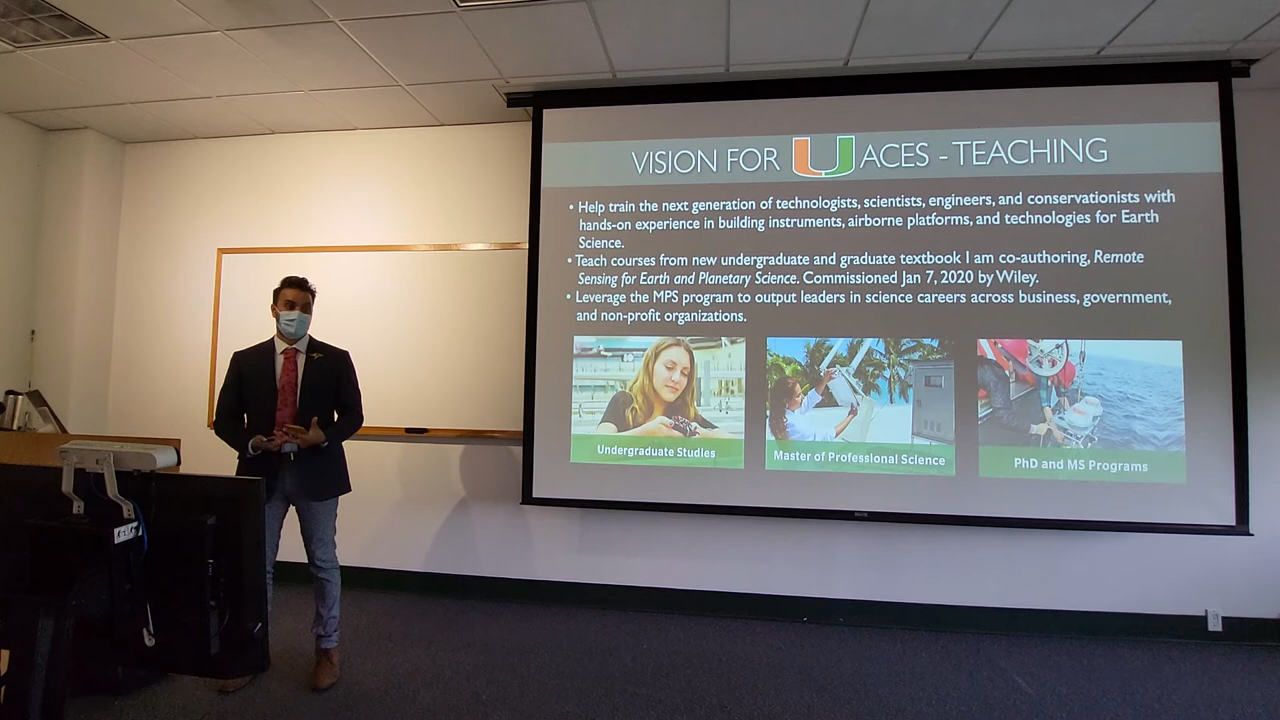 VISION FOR U ACES - TEACHING
• Help train the next generation of technologists, scientists, engineers, and conservationists with
hands-on experience in building instruments, airborne platforms, and technologies for Earth
Science.
• Teach courses from new undergraduate and graduate textbook I am co-authoring, Remote
Sensing for Earth and Planetary Science. Commissioned Jan 7, 2020 by Wiley.
• Leverage the MPS program to output leaders in science careers across business, government,
and non-profit organizations.
Undergraduate Studies
Master of Professional Science
PhD and MS Programs